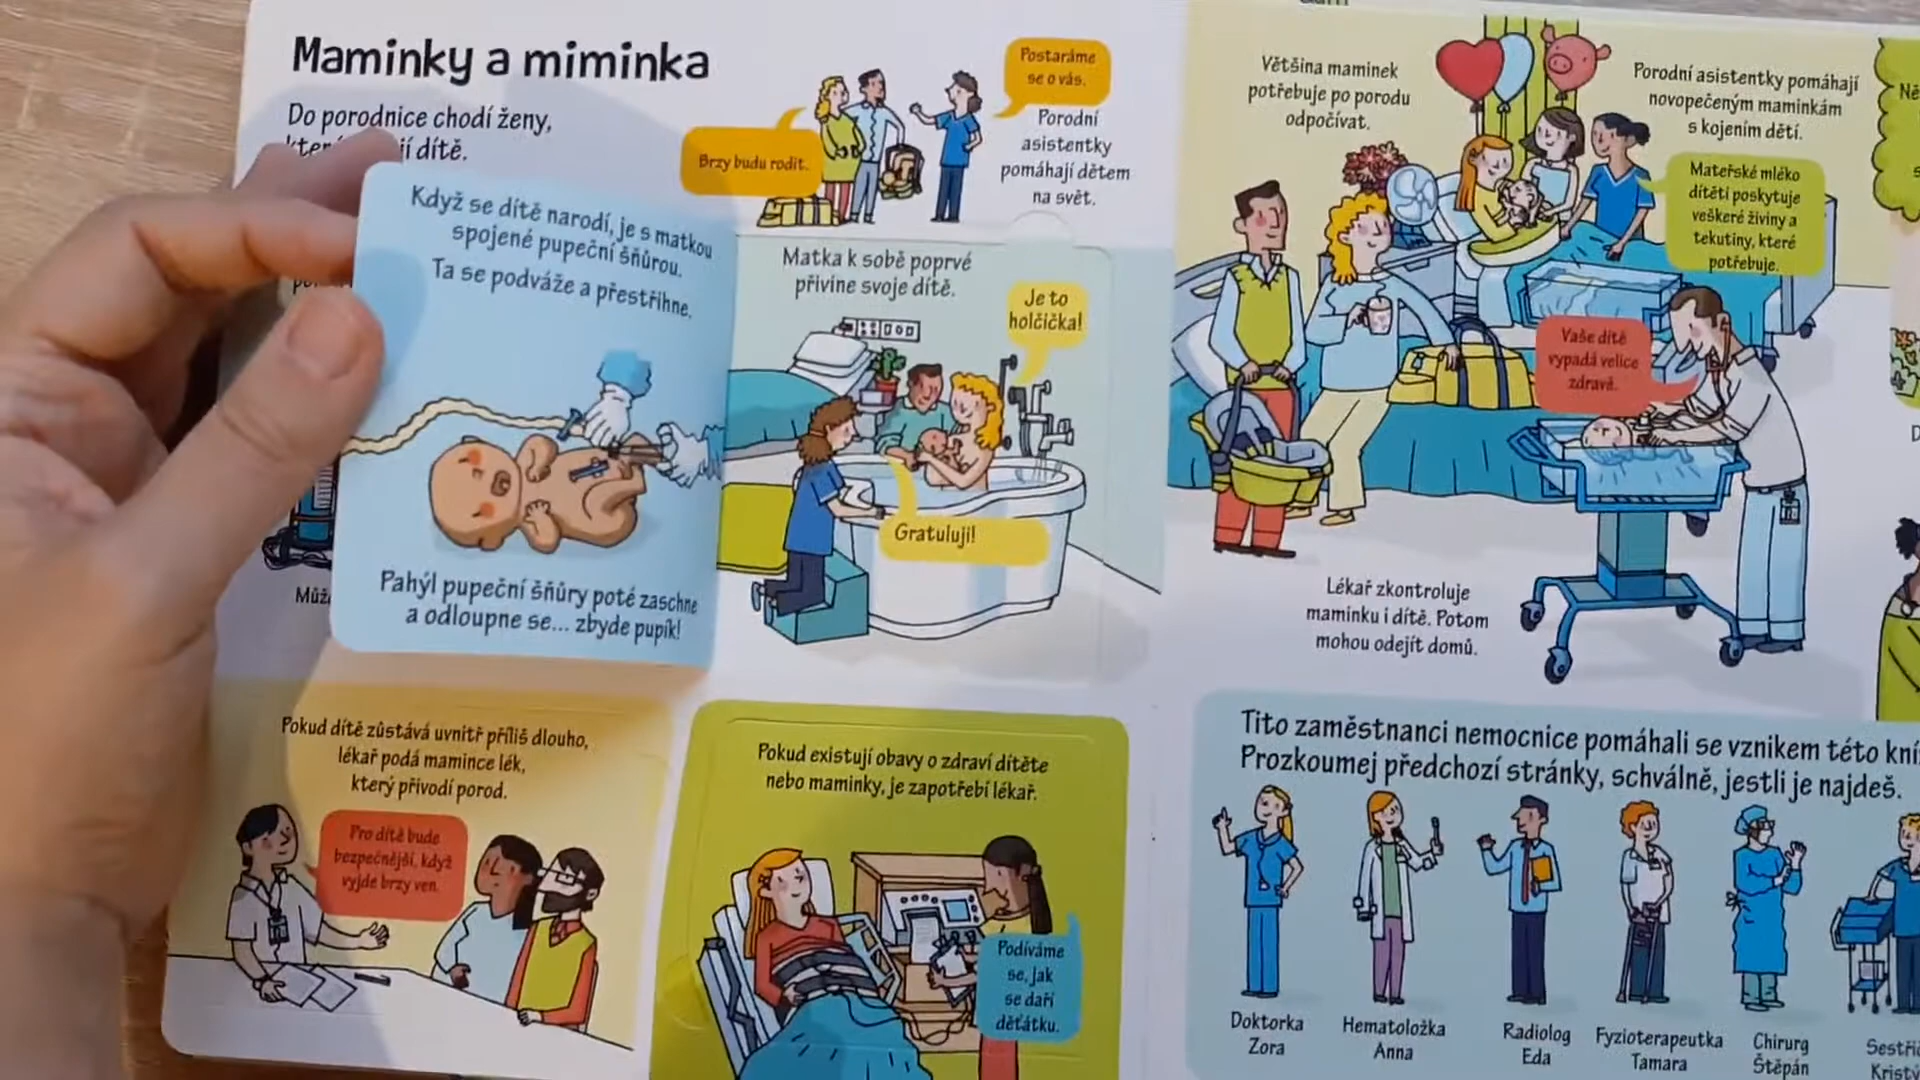 Maminky a miminka
Do porodnice chodí ženy,
dítě.
Brzy budu rodit.
Postaráme
se o vás.
Porodní
asistentky
pomáhají dětem
na svět.
Když se dítě narodí, je s matkou
spojené pupeční šňůrou.
Ta se podváže a přestřihne.
Pahýl pupeční šňůry poté zaschne
a odloupne se... zbyde pupík!
Matka k sobě poprvé
přivine svoje dítě.
Je to
holčička!
Gratuluji!
Pokud dítě zůstává uvnitř příliš dlouho,
lékař podá mamince lék,
který přivodí porod.
Pro dítě bude
bezpečnější, když
vyjde brzy ven.
Pokud existují obavy o zdraví dítěte
nebo maminky, je zapotřebí lékař.
Podíváme
se, jak
se daří
děťátku.
Většina maminek
potřebuje po porodu
odpočívat.
Porodní asistentky pomáhají
novopečeným maminkám
s kojením dětí.
Mateřské mléko
dítěti poskytuje
veškeré živiny a
tekutiny, které
potřebuje.
Vaše dítě
vypadá velice
zdravě.
Lékař zkontroluje
maminku i dítě. Potom
mohou odejít domů.
Tito zaměstnanci nemocnice pomáhali se vznikem této
Prozkoumej předchozí stránky, schválně, jestli je najdeš.
Doktorka
Zora
Hematoložka
Anna
Radiolog
Eda
Fyzioterapeutka
Tamara
Chirurg
Štěpán